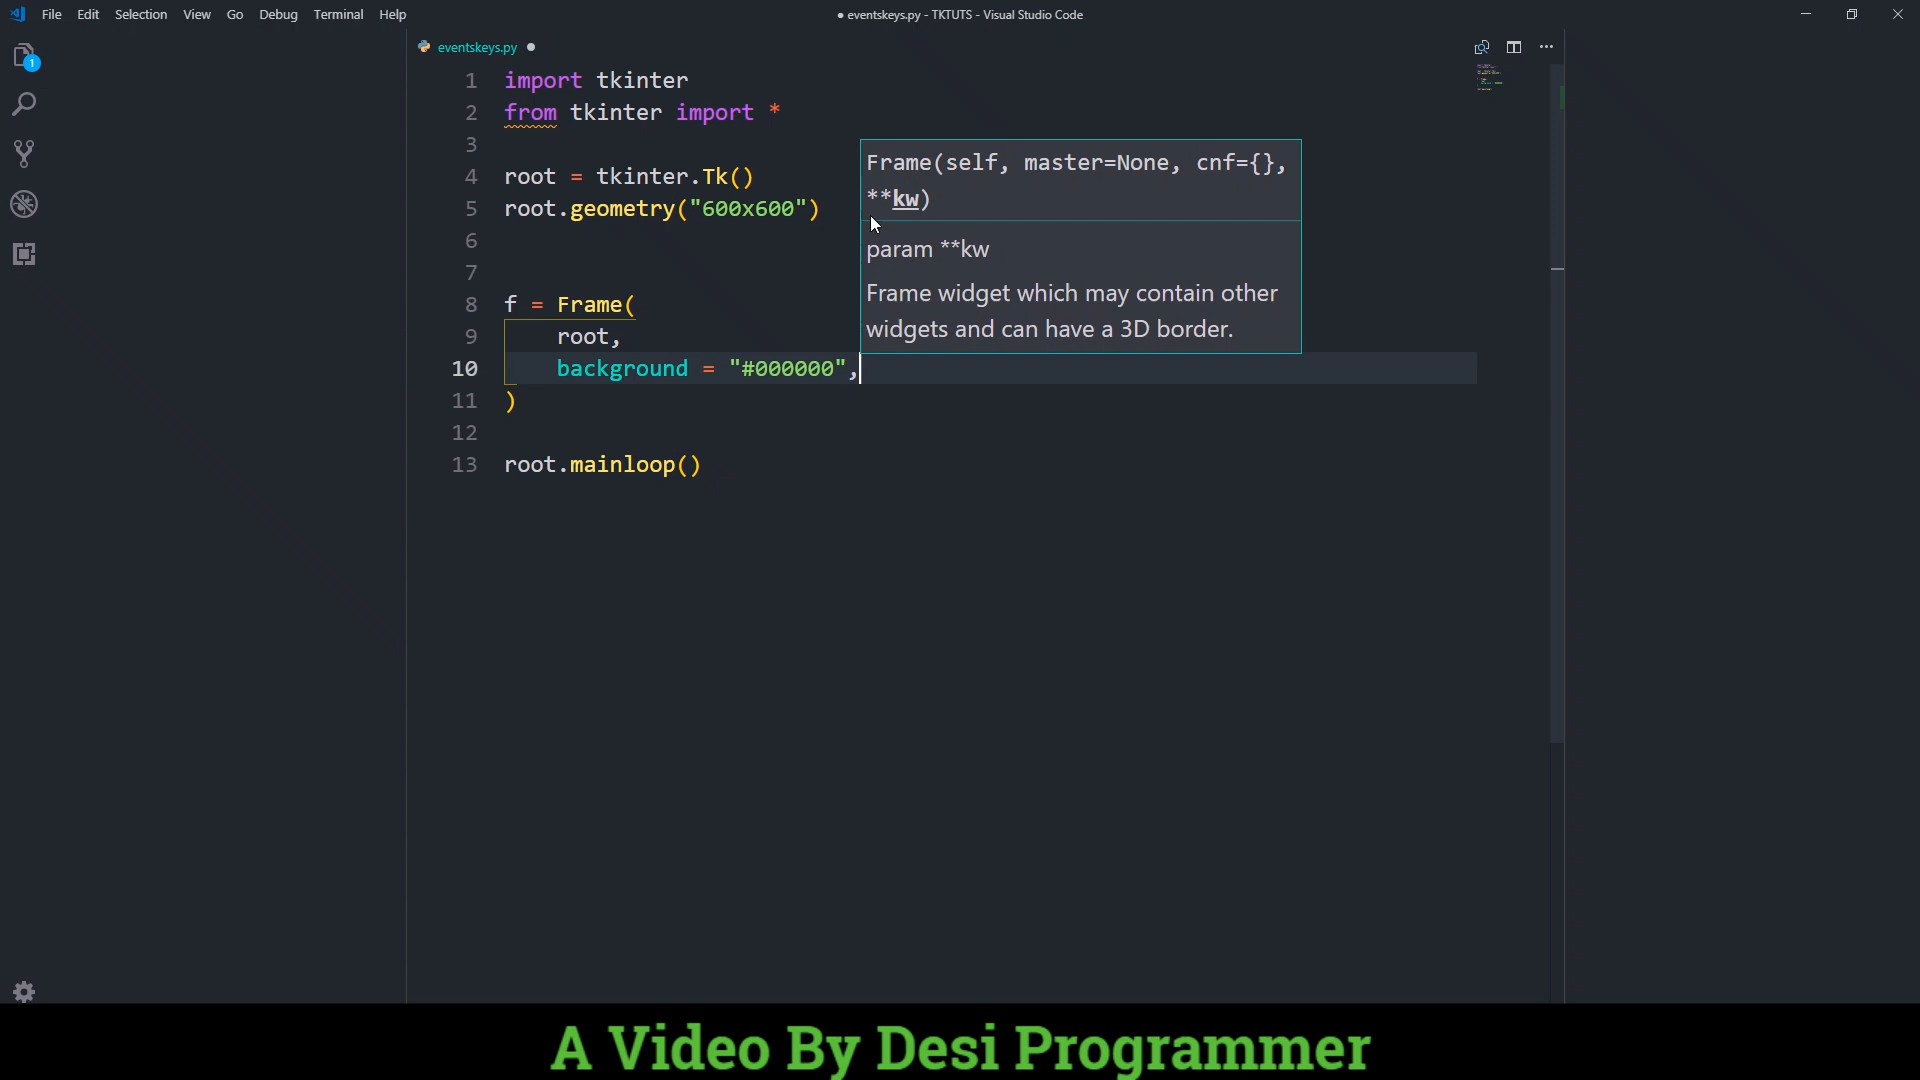 File Edit Selection View Go Debug Terminal Help
● eventskeys.py - TKTUTS - Visual Studio Code
eventskeys.py ●
1
1 import tkinter
2 from tkinter import *
3
4 root = tkinter.Tk()
5 root.geometry("600x600")
6
7
8 f = Frame(
9 root,
10 background = "#000000",
11 )
12
13 root.mainloop()
Frame(self, master=None, cnf={},
**kw)
param **kw
Frame widget which may contain other
widgets and can have a 3D border.
A Video By Desi Programmer